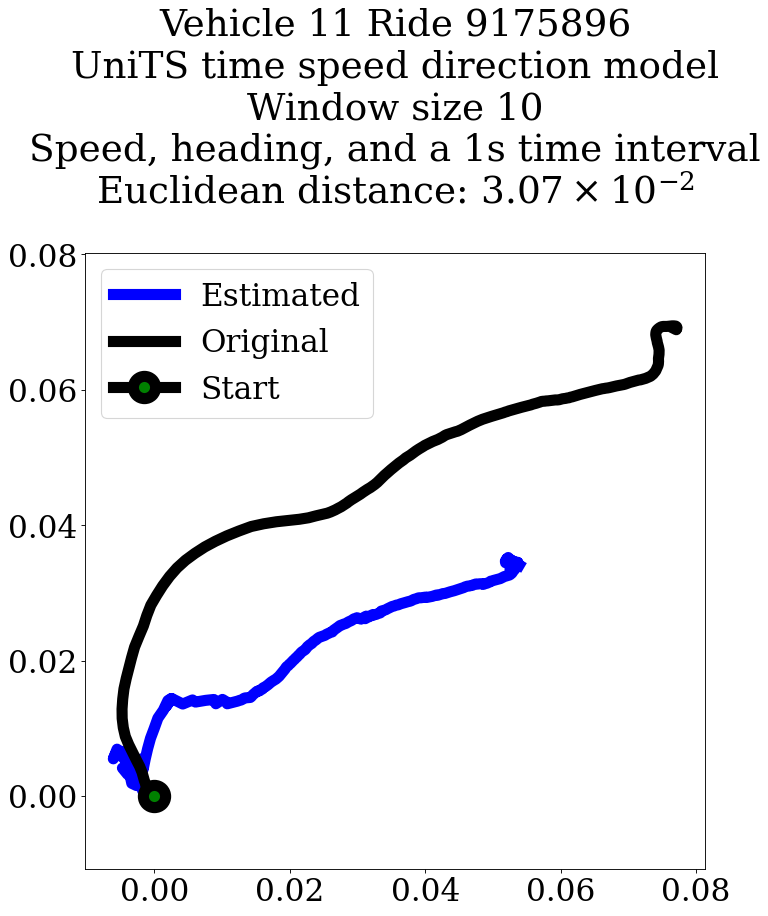 Vehicle 11 Ride 9175896
UniTS time speed direction model
Window size 10
Speed, heading, and a 1s time interval
Euclidean distance: 3.07 × 10⁻²
0.08
0.06
0.04
0.02
0.00
Estimated
Original
Start
0.00 0.02 0.04 0.06 0.08